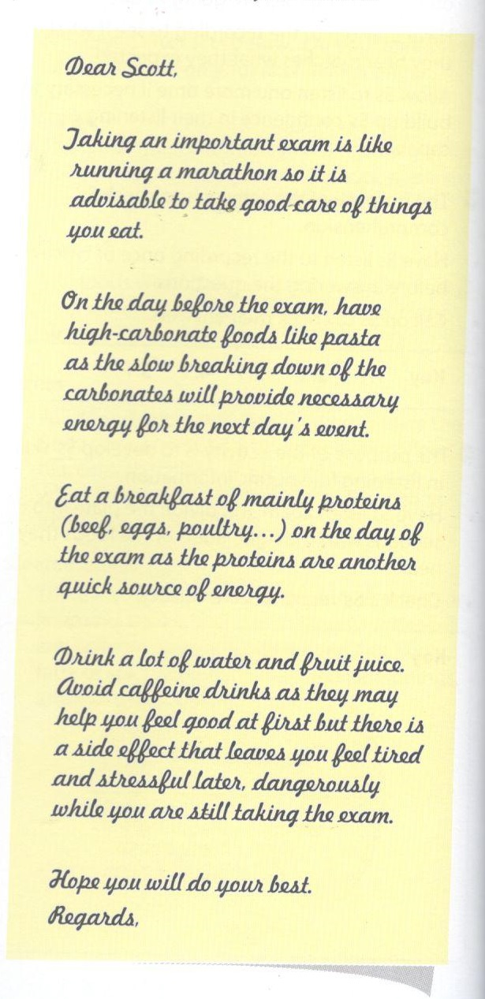 Dear Scott,
Taking an important exam is like
running a marathon so it is
advisable to take good care of things
you eat.
On the day before the exam, have
high-carbonate foods like pasta
as the slow breaking down of the
carbonates will provide necessary
energy for the next day's event.
Eat a breakfast of mainly proteins
(beef, eggs, poultry...) on the day of
the exam as the proteins are another
quick source of energy.
Drink a lot of water and fruit juice.
Avoid caffeine drinks as they may
help you feel good at first but there is
a side effect that leaves you feel tired
and stressful later, dangerously
while you are still taking the exam.
Hope you will do your best.
Regards,